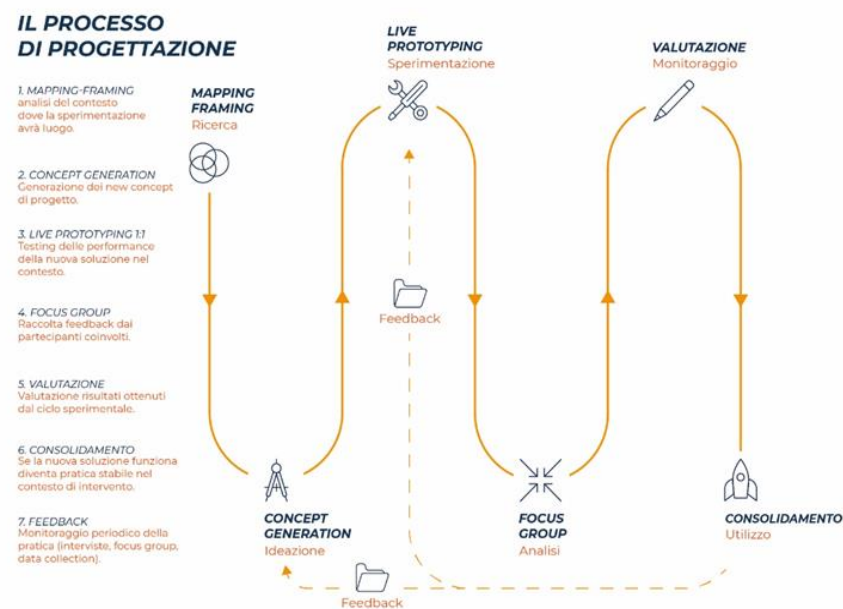 IL PROCESSO
DI PROGETTAZIONE
1. MAPPING-FRAMING
analisi del contesto
dove la sperimentazione
avrà luogo.
2. CONCEPT GENERATION
Generazione dei new concept
di progetto.
3. LIVE PROTOTYPING 1:1
Testing delle performance
della nuova soluzione nel
contesto.
4. FOCUS GROUP
Raccolta feedback dai
partecipanti coinvolti.
5. VALUTAZIONE
Valutazione risultati ottenuti
dal ciclo sperimentale.
6. CONSOLIDAMENTO
Se la nuova soluzione funziona
diventa pratica stabile nel
contesto di intervento.
7. FEEDBACK
Monitoraggio periodico della
pratica (interviste, focus group,
data collection).
MAPPING
FRAMING
Ricerca
CONCEPT
GENERATION
Ideazione
LIVE
PROTOTYPING
Sperimentazione
Feedback
Feedback
FOCUS
GROUP
Analisi
VALUTAZIONE
Monitoraggio
CONSOLIDAMENTO
Utilizzo